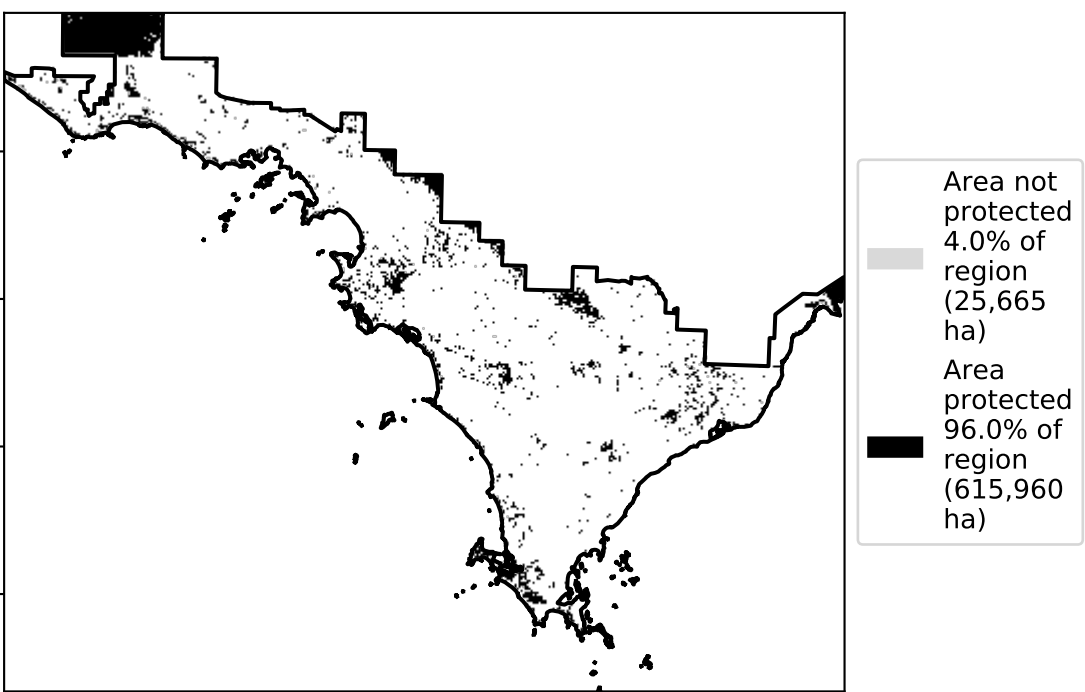 Area not
protected
4.0% of
region
(25,665
ha)
Area
protected
96.0% of
region
(615,960
ha)